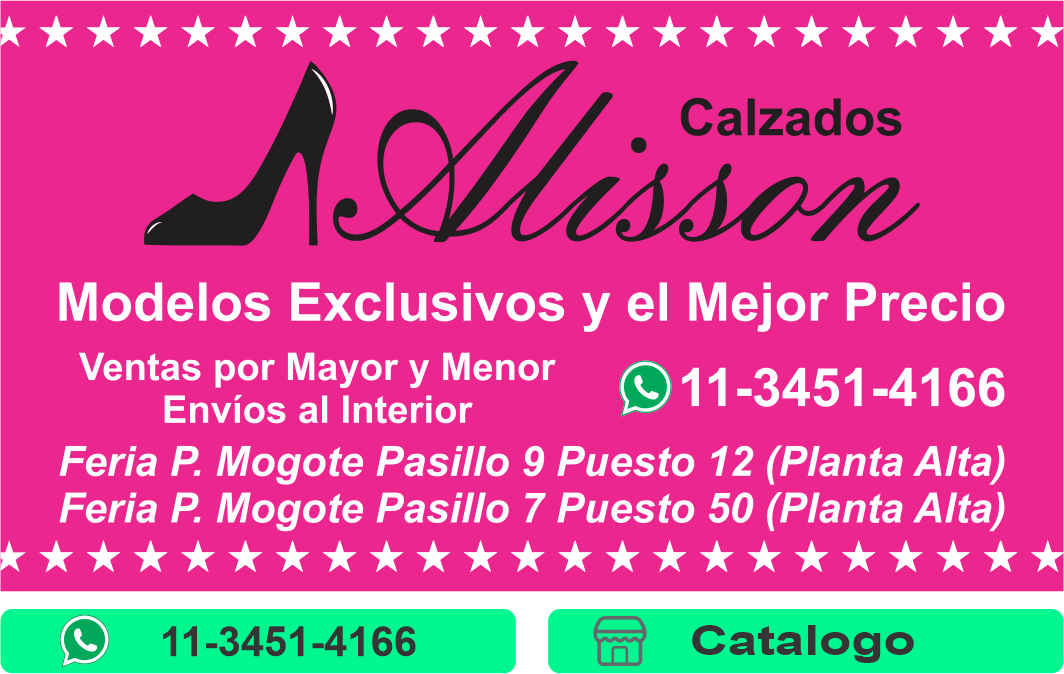 Calzados
Alisson
Modelos Exclusivos y el Mejor Precio
Ventas por Mayor y Menor
Envíos al Interior
11-3451-4166
Feria P. Mogote Pasillo 9 Puesto 12 (Planta Alta)
Feria P. Mogote Pasillo 7 Puesto 50 (Planta Alta)
11-3451-4166
Catalogo